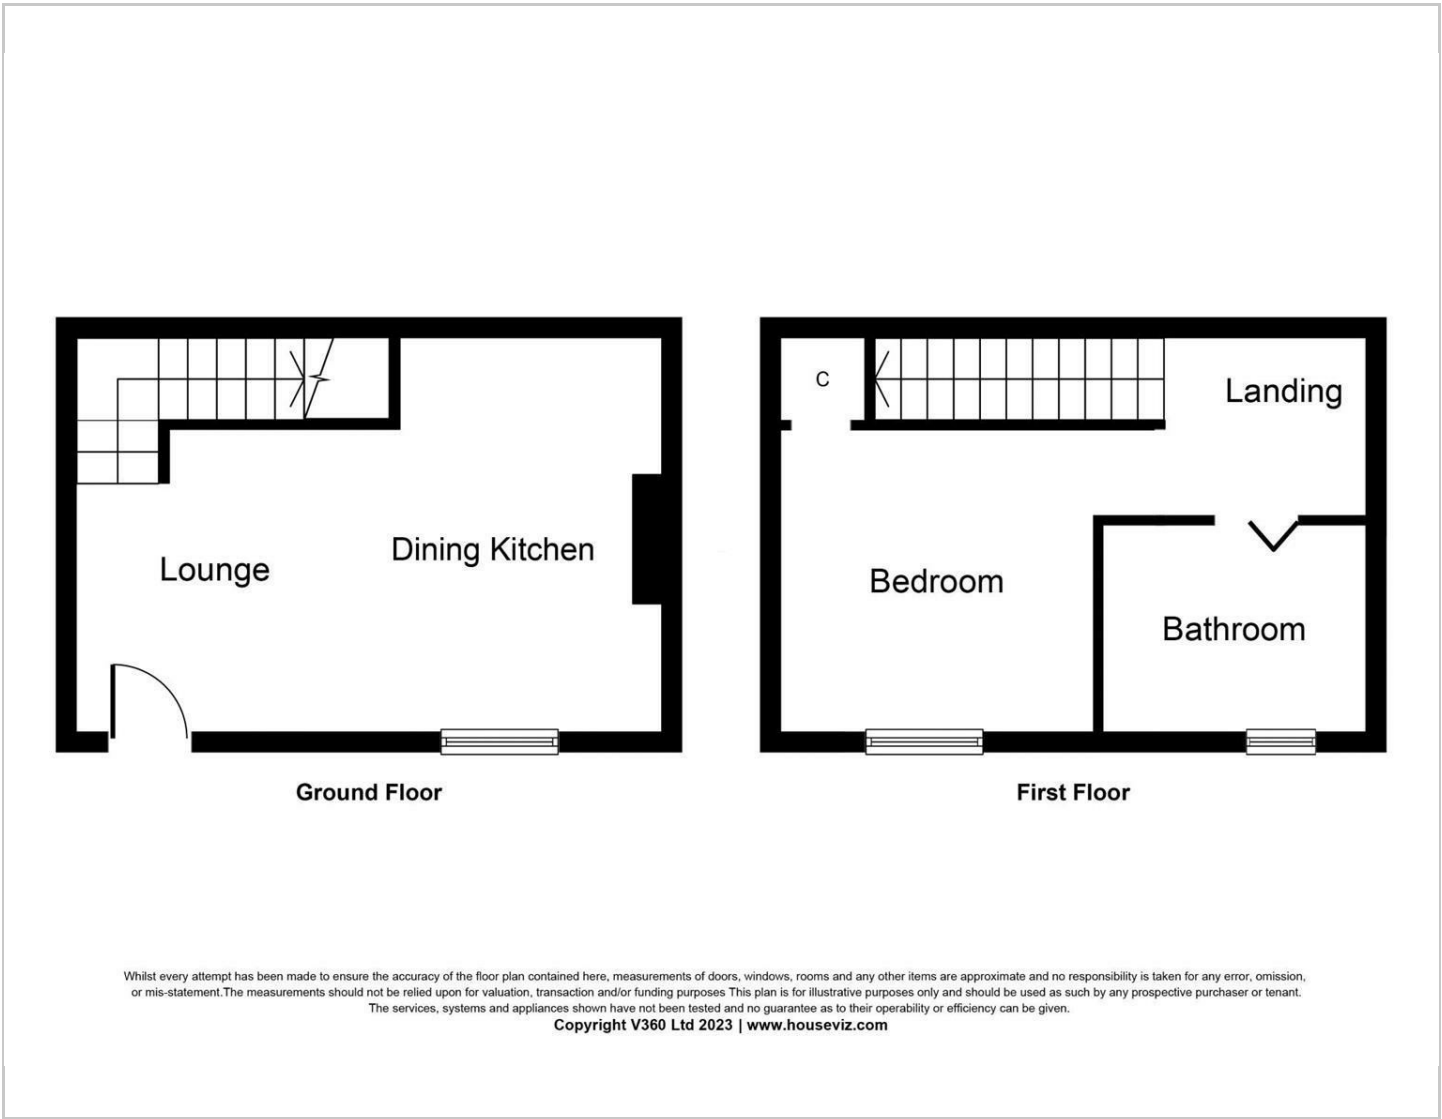 C
Landing
Lounge
Dining Kitchen
Bedroom
Bathroom
Ground Floor
First Floor
Whilst every attempt has been made to ensure the accuracy of the floor plan contained here, measurements of doors, windows, rooms and any other items are approximate and no responsibility is taken for any error, omission,
or mis-statement.The measurements should not be relied upon for valuation, transaction and/or funding purposes This plan is for illustrative purposes only and should be used as such by any prospective purchaser or tenant.
The services, systems and appliances shown have not been tested and no guarantee as to their operability or efficiency can be given.
Copyright V360 Ltd 2023 | www.houseviz.com